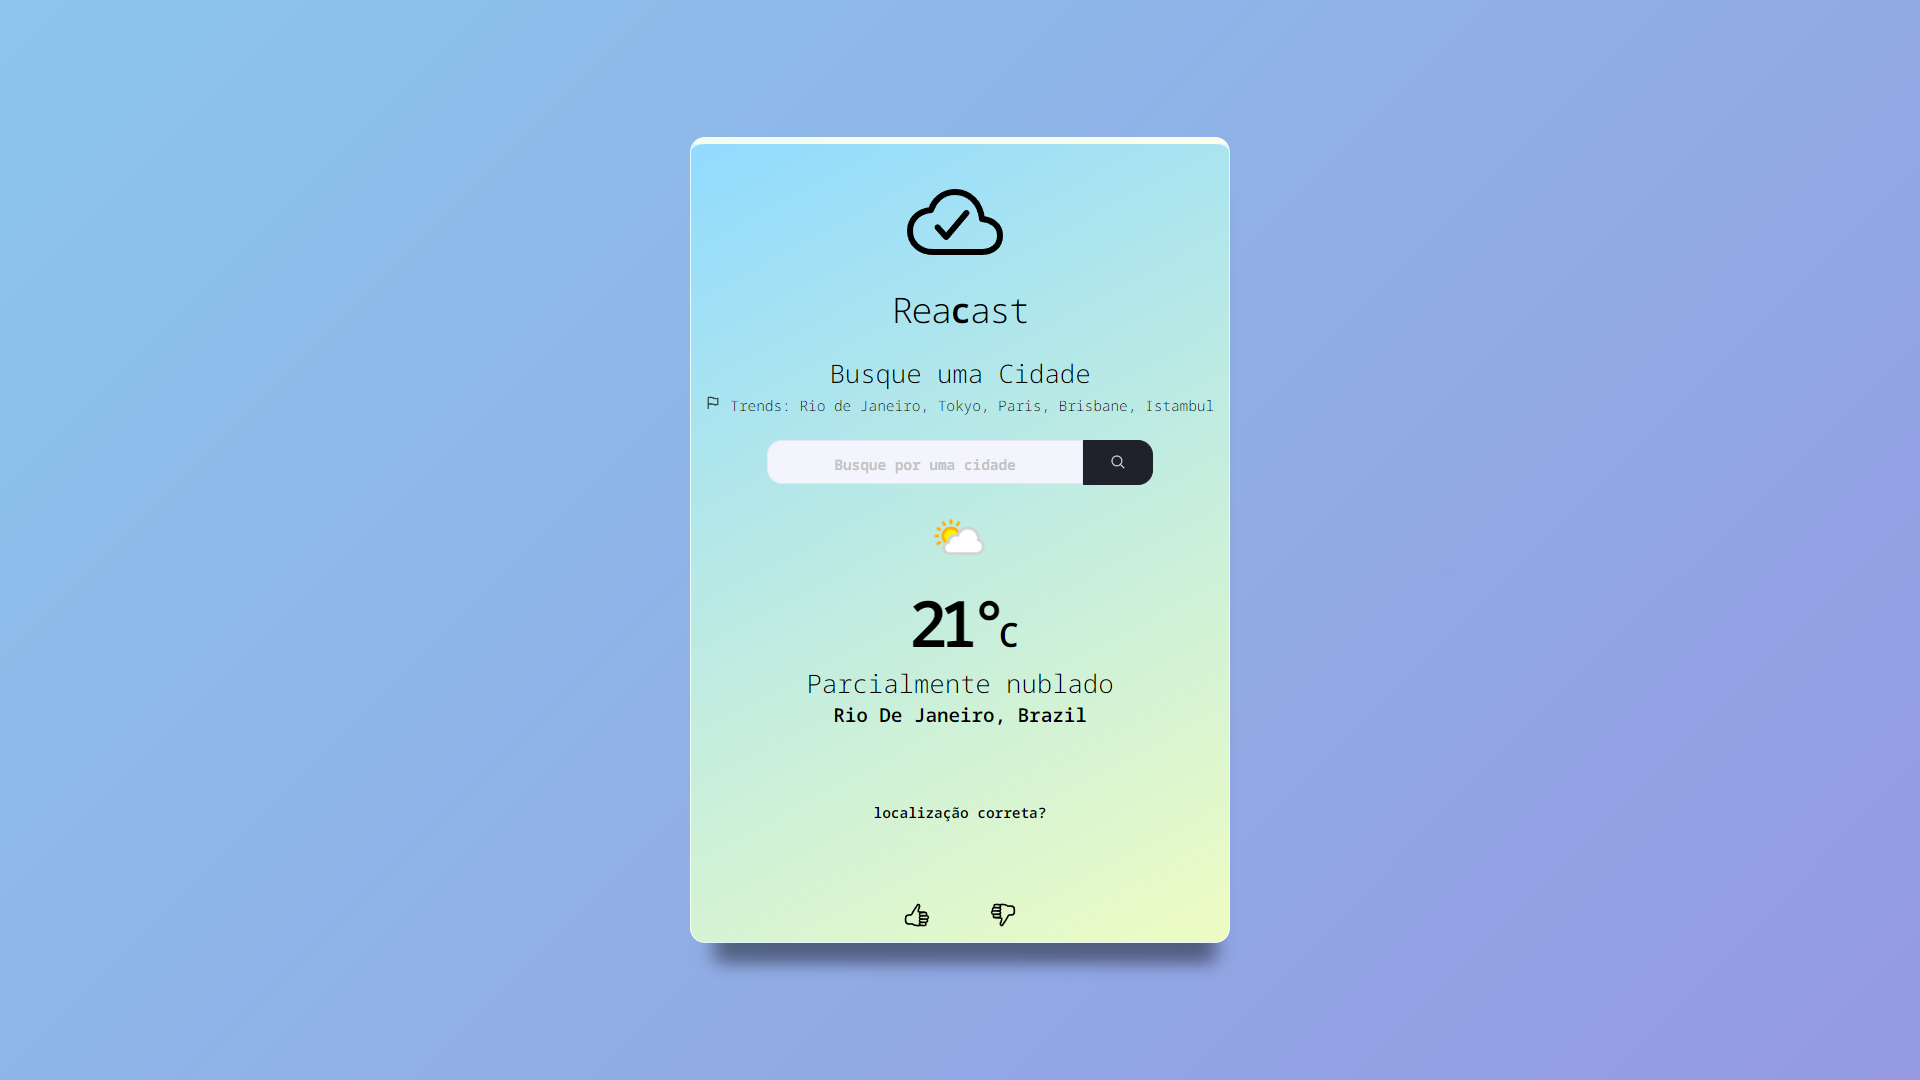 Reacast
Busque uma Cidade
Trends: Rio de Janeiro, Tokyo, Paris, Brisbane, Istambul
Busque por uma cidade
21°C
Parcialmente nublado
Rio De Janeiro, Brazil
localização correta?